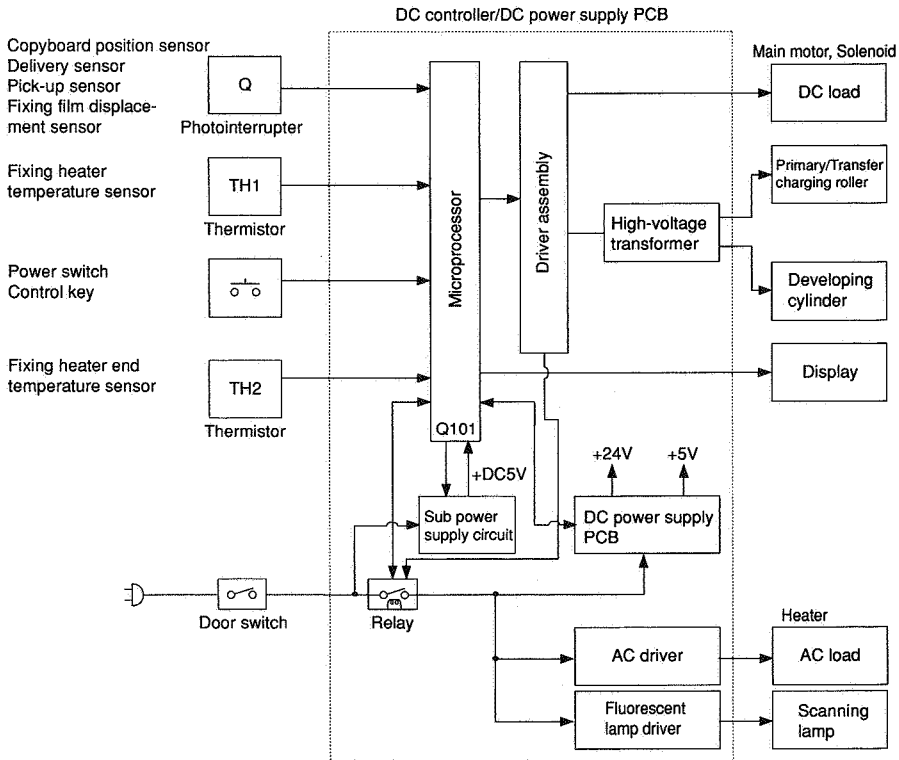 DC controller/DC power supply PCB
Copyboard position sensor
Delivery sensor
Pick-up sensor
Fixing film displace-
ment sensor
Q
Photointerrupter
Fixing heater
temperature sensor
TH1
Thermistor
Power switch
Control key
Fixing heater end
temperature sensor
TH2
Thermistor
Microprocessor
Q101
Driver assembly
High-voltage
transformer
Main motor, Solenoid
DC load
Primary/Transfer
charging roller
Developing
cylinder
Display
+DC5V
Sub power
supply circuit
+24V
+5V
DC power supply
PCB
Door switch
Relay
Heater
AC driver
AC load
Fluorescent
lamp driver
Scanning
lamp